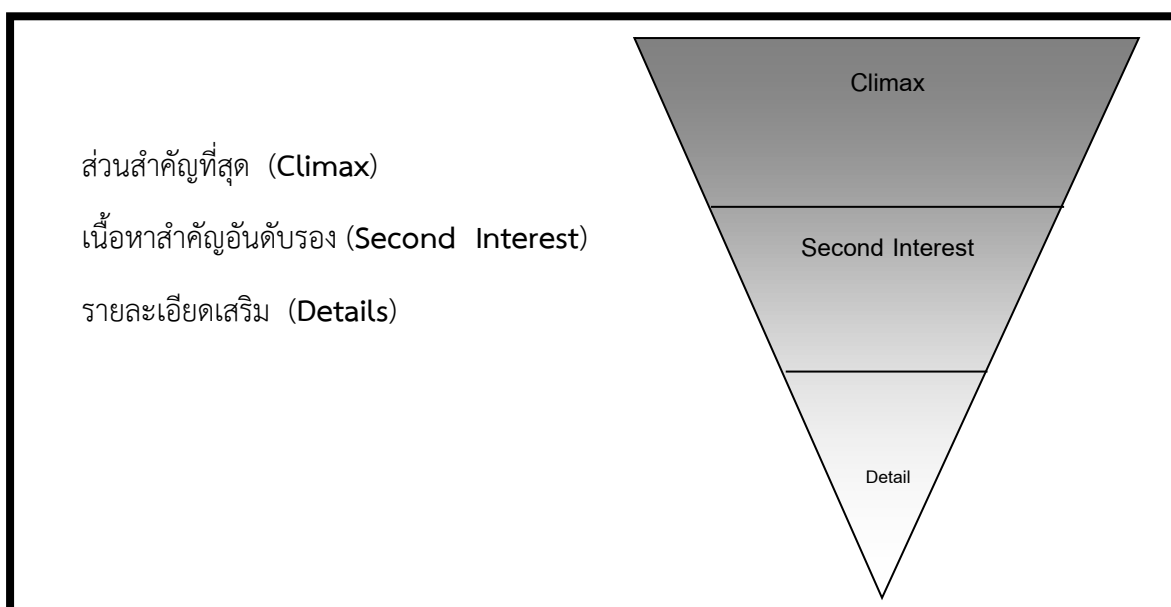 ส่วนสำคัญที่สุด (Climax)
เนื้อหาสำคัญอันดับรอง (Second Interest)
รายละเอียดเสริม (Details)
Climax
Second Interest
Detail